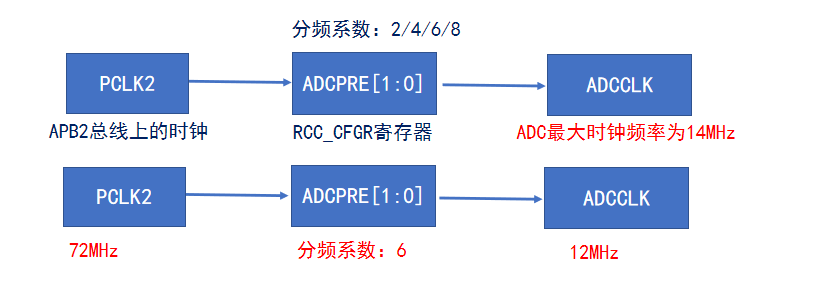 分频系数：2/4/6/8
PCLK2
ADCPRE[1:0]
ADCCLK
APB2总线上的时钟
RCC_CFGR寄存器
ADC最大时钟频率为14MHz
PCLK2
ADCPRE[1:0]
ADCCLK
72MHz
分频系数：6
12MHz